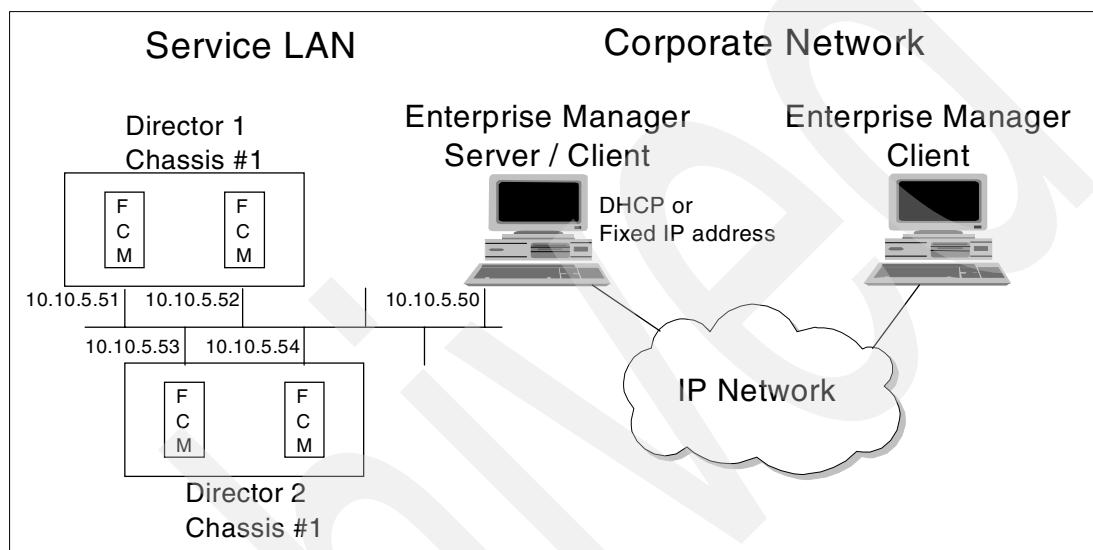 Service LAN
Corporate Network
Director 1
Chassis #1
Enterprise Manager
Server / Client
Enterprise Manager
Client
F
C
M
F
C
M
DHCP or
Fixed IP address
10.10.5.51
10.10.5.52
10.10.5.50
10.10.5.53
10.10.5.54
F
C
M
F
C
M
IP Network
Director 2
Chassis #1